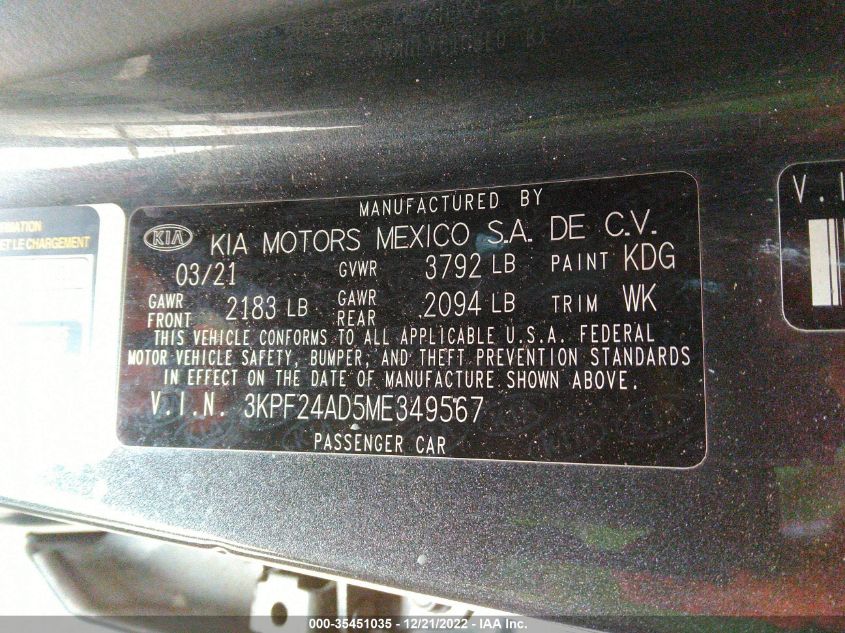 MANUFACTURED BY
KIA KIA MOTORS MEXICO S.A. DE C.V.
03/21 GVWR 3792 LB PAINT KDG
GAWR FRONT 2183 LB GAWR REAR 2094 LB TRIM WK
THIS VEHICLE CONFORMS TO ALL APPLICABLE U.S.A. FEDERAL
MOTOR VEHICLE SAFETY, BUMPER, AND THEFT PREVENTION STANDARDS
IN EFFECT ON THE DATE OF MANUFACTURE SHOWN ABOVE.
V.I.N. 3KPF24AD5ME349567
PASSENGER CAR
ET LE CHARGEMENT
V.I
000-35451035 - 12/21/2022 - IAA Inc.